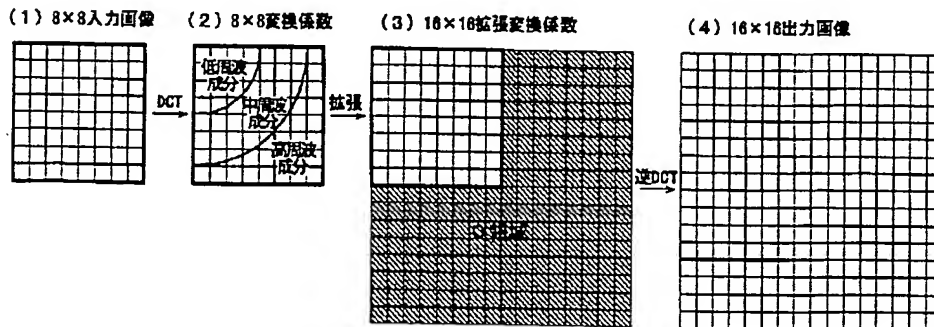 (1) 8×8入力画像
(2) 8×8変換係数
(3) 16×16拡張変換係数
(4) 16×16出力画像
低周波
成分
中周波
成分
高周波
成分
DCT
拡張
逆DCT